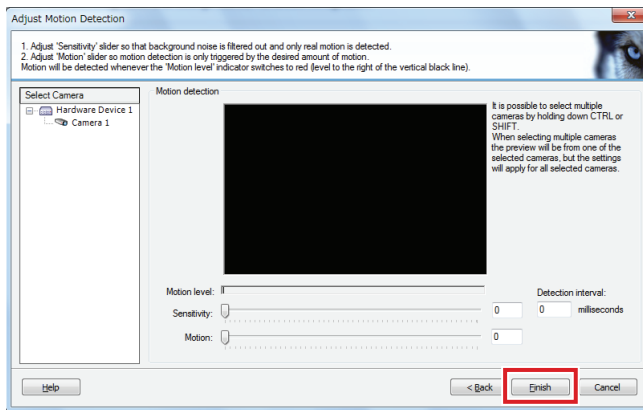 Adjust Motion Detection
1. Adjust 'Sensitivity' slider so that background noise is filtered out and only real motion is detected.
2. Adjust 'Motion' slider so motion detection is only triggered by the desired amount of motion.
Motion will be detected whenever the 'Motion level' indicator switches to red (level to the right of the vertical black line).
Select Camera
Hardware Device 1
Camera 1
Motion detection
It is possible to select multiple
cameras by holding down CTRL or
SHIFT.
When selecting multiple cameras
the preview will be from one of the
selected cameras, but the settings
will apply for all selected cameras.
Motion level:
Detection interval:
Sensitivity:
0
0
milliseconds
Motion:
0
Help
< Back
Finish
Cancel